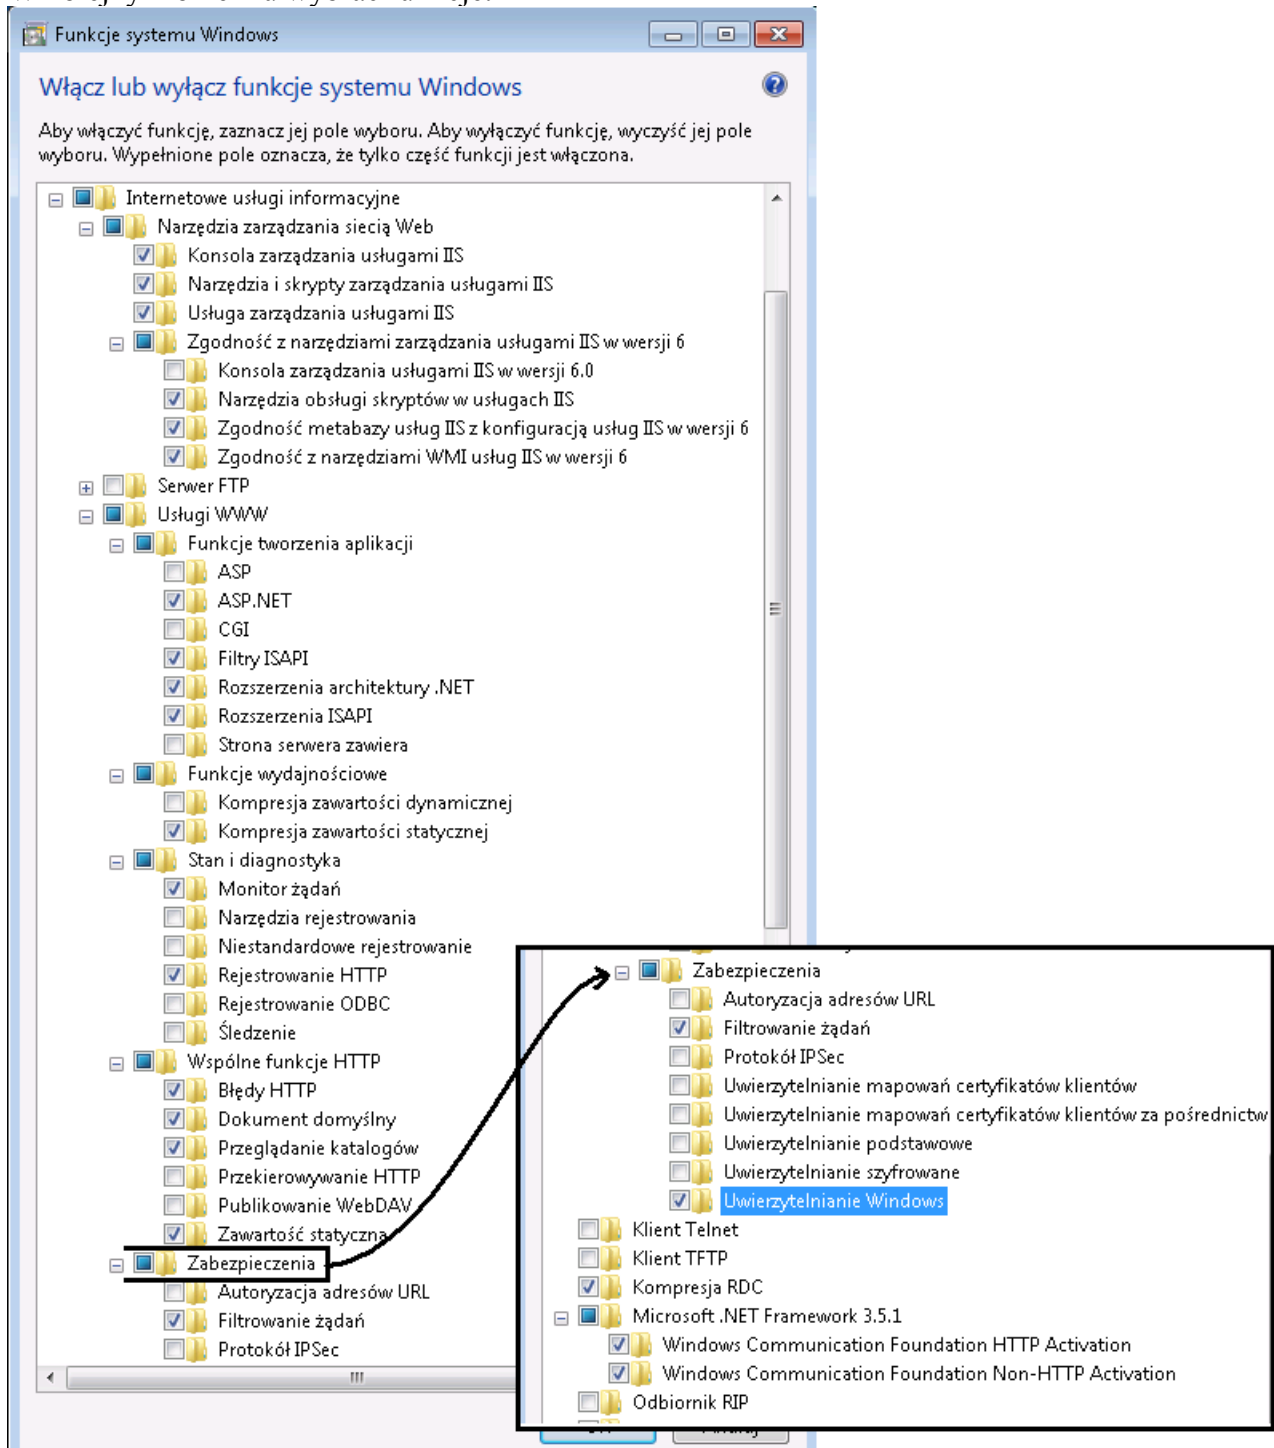 Funkcje systemu Windows
Włącz lub wyłącz funkcje systemu Windows
Aby włączyć funkcję, zaznacz jej pole wyboru. Aby wyłączyć funkcję, wyczyść jej pole
wyboru. Wypełnione pole oznacza, że tylko część funkcji jest włączona.
Internetowe usługi informacyjne
Narzędzia zarządzania siecią Web
Konsola zarządzania usługami IIS
Narzędzia i skrypty zarządzania usługami IIS
Usługa zarządzania usługami IIS
Zgodność z narzędziami zarządzania usługami IIS w wersji 6
Konsola zarządzania usługami IIS w wersji 6.0
Narzędzia obsługi skryptów w usługach IIS
Zgodność metabazy usług IIS z konfiguracją usług IIS w wersji 6
Zgodność z narzędziami WMI usług IIS w wersji 6
Serwer FTP
Usługi WWW
Funkcje tworzenia aplikacji
ASP
ASP.NET
CGI
Filtry ISAPI
Rozszerzenia architektury .NET
Rozszerzenia ISAPI
Strona serwera zawiera
Funkcje wydajnościowe
Kompresja zawartości dynamicznej
Kompresja zawartości statycznej
Stan i diagnostyka
Monitor żądań
Narzędzia rejestrowania
Niestandardowe rejestrowanie
Rejestrowanie HTTP
Rejestrowanie ODBC
Śledzenie
Wspólne funkcje HTTP
Błędy HTTP
Dokument domyślny
Przeglądanie katalogów
Przekierowywanie HTTP
Publikowanie WebDAV
Zawartość statyczna
Zabezpieczenia
Autoryzacja adresów URL
Filtrowanie żądań
Protokół IPSec
Zabezpieczenia
Autoryzacja adresów URL
Filtrowanie żądań
Protokół IPSec
Uwierzytelnianie mapowań certyfikatów klientów
Uwierzytelnianie mapowań certyfikatów klientów za pośrednictw
Uwierzytelnianie podstawowe
Uwierzytelnianie szyfrowane
Uwierzytelnianie Windows
Klient Telnet
Klient TFTP
Kompresja RDC
Microsoft .NET Framework 3.5.1
Windows Communication Foundation HTTP Activation
Windows Communication Foundation Non-HTTP Activation
Odbiornik RIP